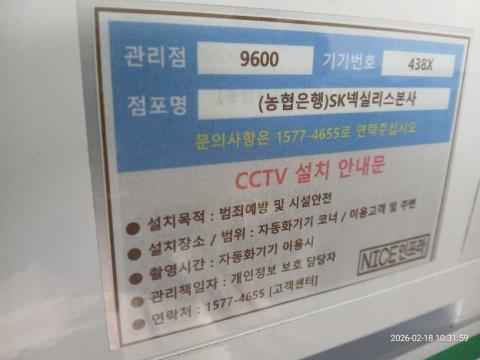 관리점 9600 기기번호 438X
점포명 (농협은행)SK넥실리스본사
문의사항은 1577-4655로 연락주십시오
CCTV 설치 안내문
● 설치목적 : 범죄예방 및 시설안전
● 설치장소 / 범위 : 자동화기기 코너 / 이용고객 및 주변
● 촬영시간 : 자동화기기 이용시
● 관리책임자 : 개인정보 보호 담당자
● 연락처 : 1577-4655 [고객센터]
NICE인프라
2026-02-18 10:31:59